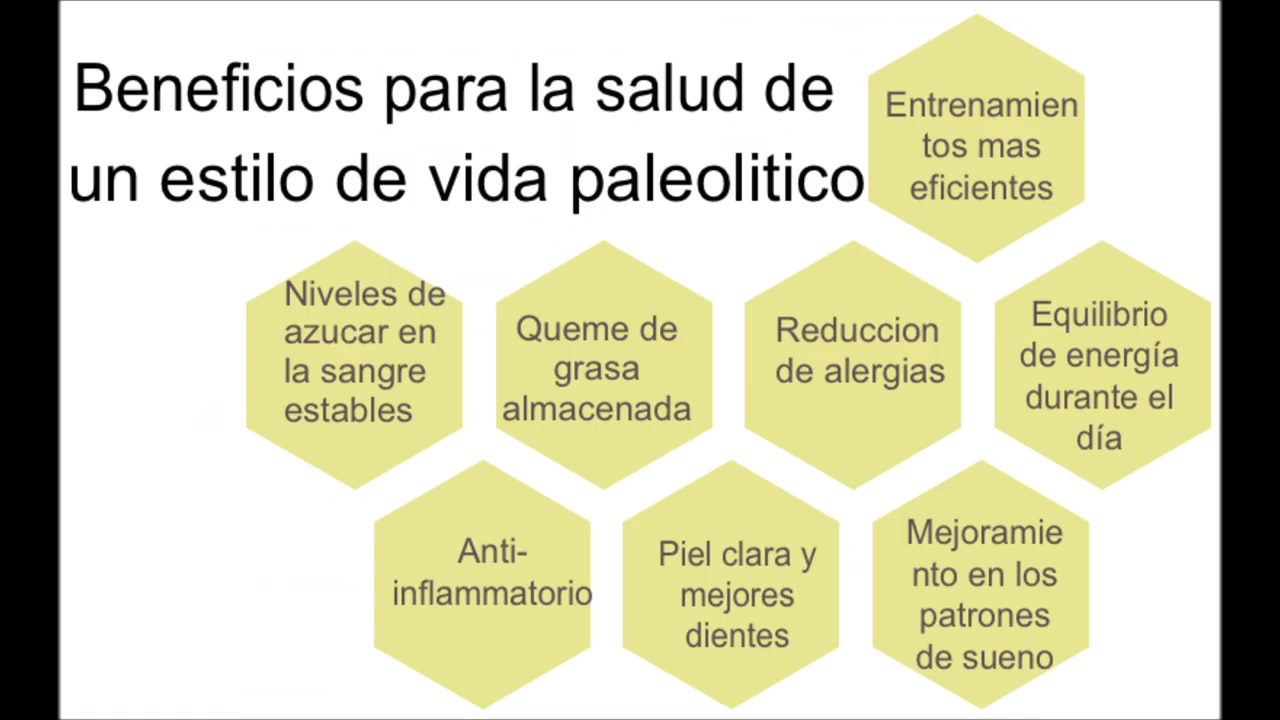 Beneficios para la salud de
un estilo de vida paleolitico
Entrenamien
tos mas
eficientes
Niveles de
azucar en
la sangre
estables
Queme de
grasa
almacenada
Reduccion
de alergias
Equilibrio
de energía
durante el
día
Anti-
inflammatorio
Piel clara y
mejores
dientes
Mejoramie
nto en los
patrones
de sueno